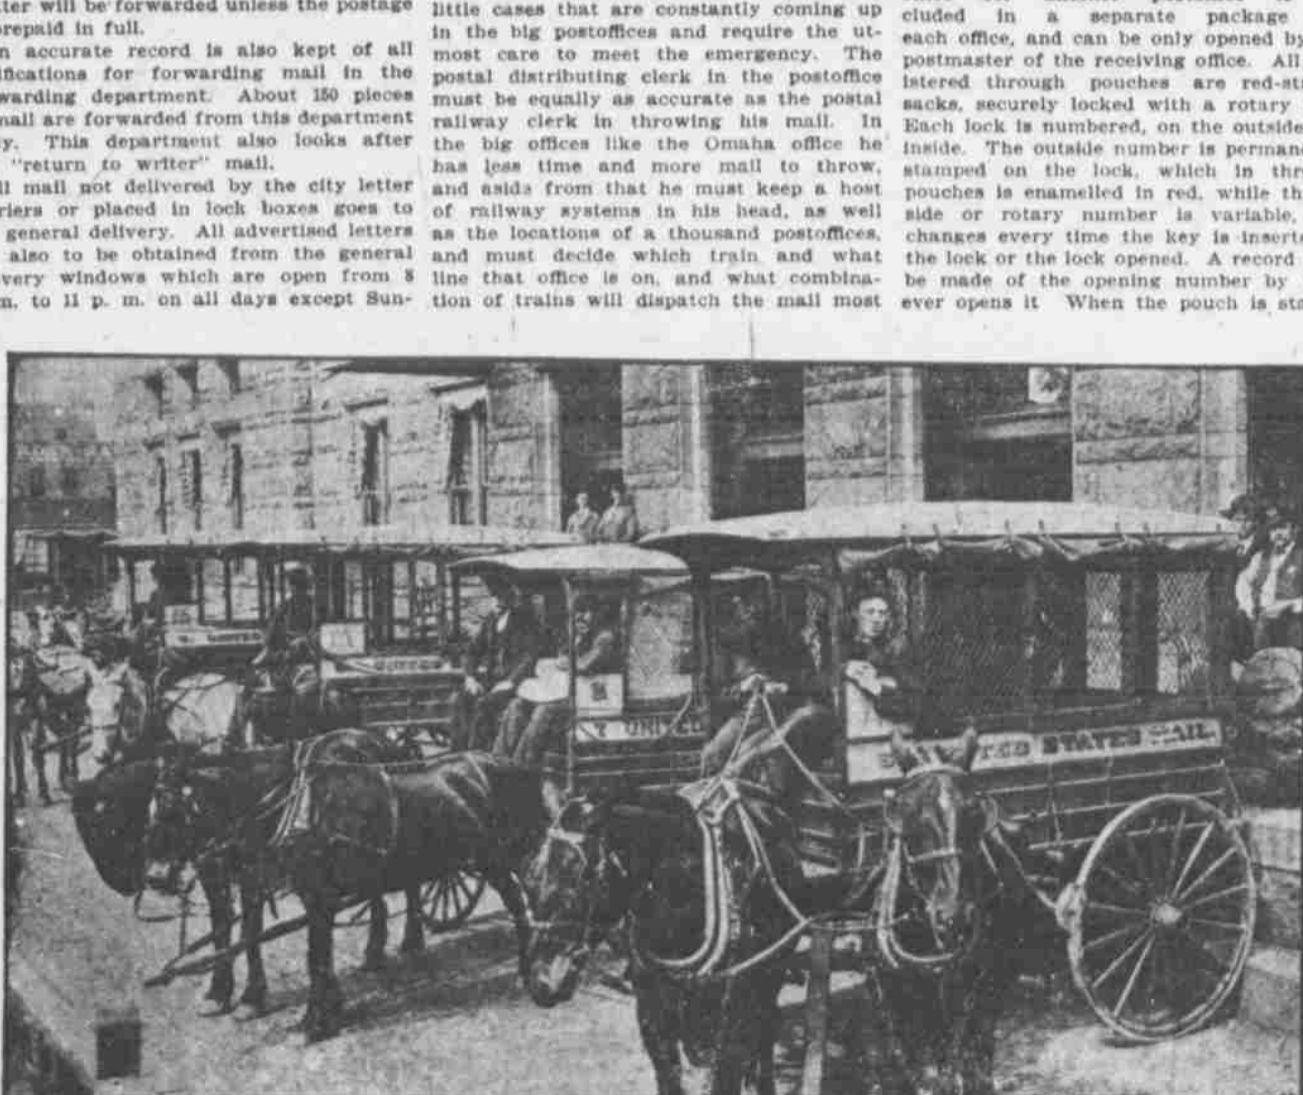 ter will be forwarded unless the postage
prepaid in full.
n accurate record is also kept of all
ifications for forwarding mail in the
warding department. About 150 pieces
mail are forwarded from this department
ly. This department also looks after
"return to writer" mail.
ll mail not delivered by the city letter
riers or placed in lock boxes goes to
general delivery. All advertised letters
also to be obtained from the general
very windows which are open from 8
m. to 11 p. m. on all days except Sun-
little cases that are constantly coming up
in the big postoffices and require the ut-
most care to meet the emergency. The
postal distributing clerk in the postoffice
must be equally as accurate as the postal
railway clerk in throwing his mail. In
the big offices like the Omaha office he
has less time and more mail to throw,
and aside from that he must keep a host
of railway systems in his head, as well
as the locations of a thousand postoffices,
and must decide which train and what
line that office is on, and what combina-
tion of trains will dispatch the mail most
cluded in a separate package
each office, and can be only opened by
postmaster of the receiving office. All
istered through pouches are red-st
sacks, securely locked with a rotary
Each lock is numbered, on the outside
inside. The outside number is perman
stamped on the lock, which in thr
pouches is enamelled in red, while th
side or rotary number is variable,
changes every time the key is inserte
the lock or the lock opened. A record
be made of the opening number by
ever opens it When the pouch is sta
UNITED
STATES MAIL